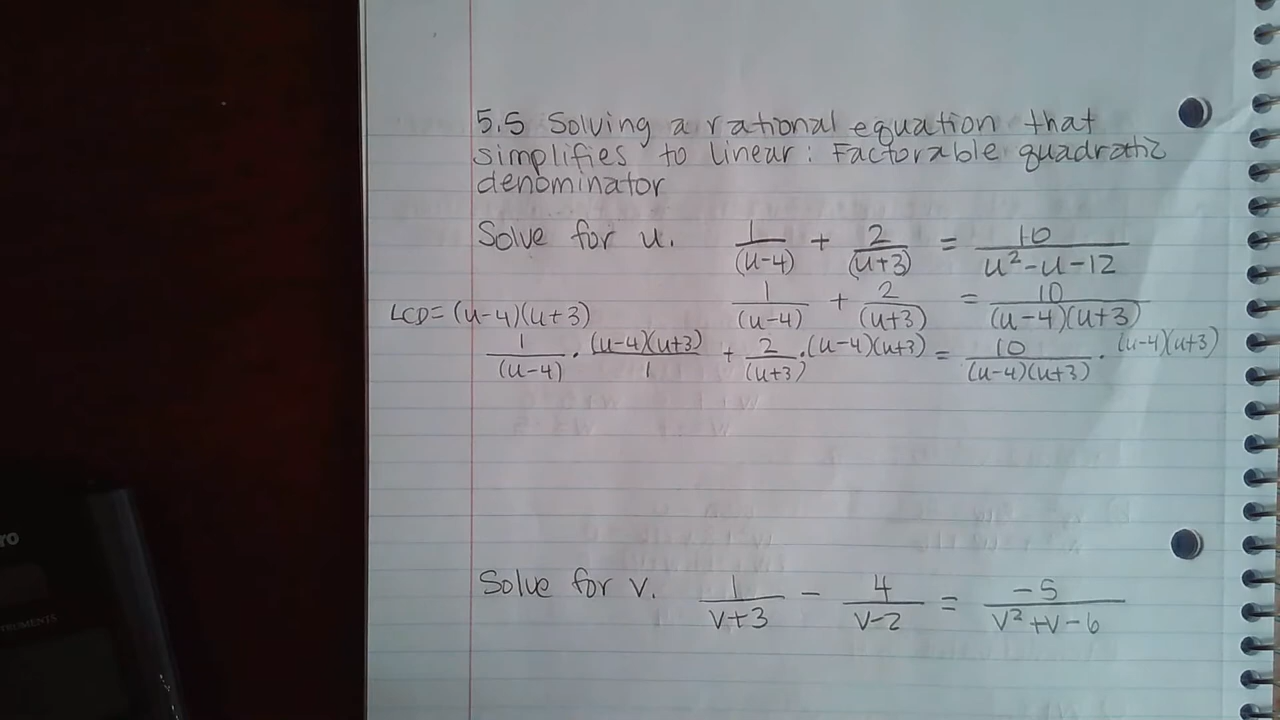 5.5 Solving a rational equation that
simplifies to linear: Factorable quadratic
denominator
Solve for u. 1/(u-4) + 2/(u+3) = 10/(u²-u-12)
1/(u-4) + 2/(u+3) = 10/((u-4)(u+3))
LCD=(u-4)(u+3)
1/(u-4) · (u-4)(u+3)/1 + 2/(u+3) · (u-4)(u+3) = 10/((u-4)(u+3)) · (u-4)(u+3)
Solve for v. 1/(v+3) - 4/(v-2) = -5/(v²+v-6)
ro